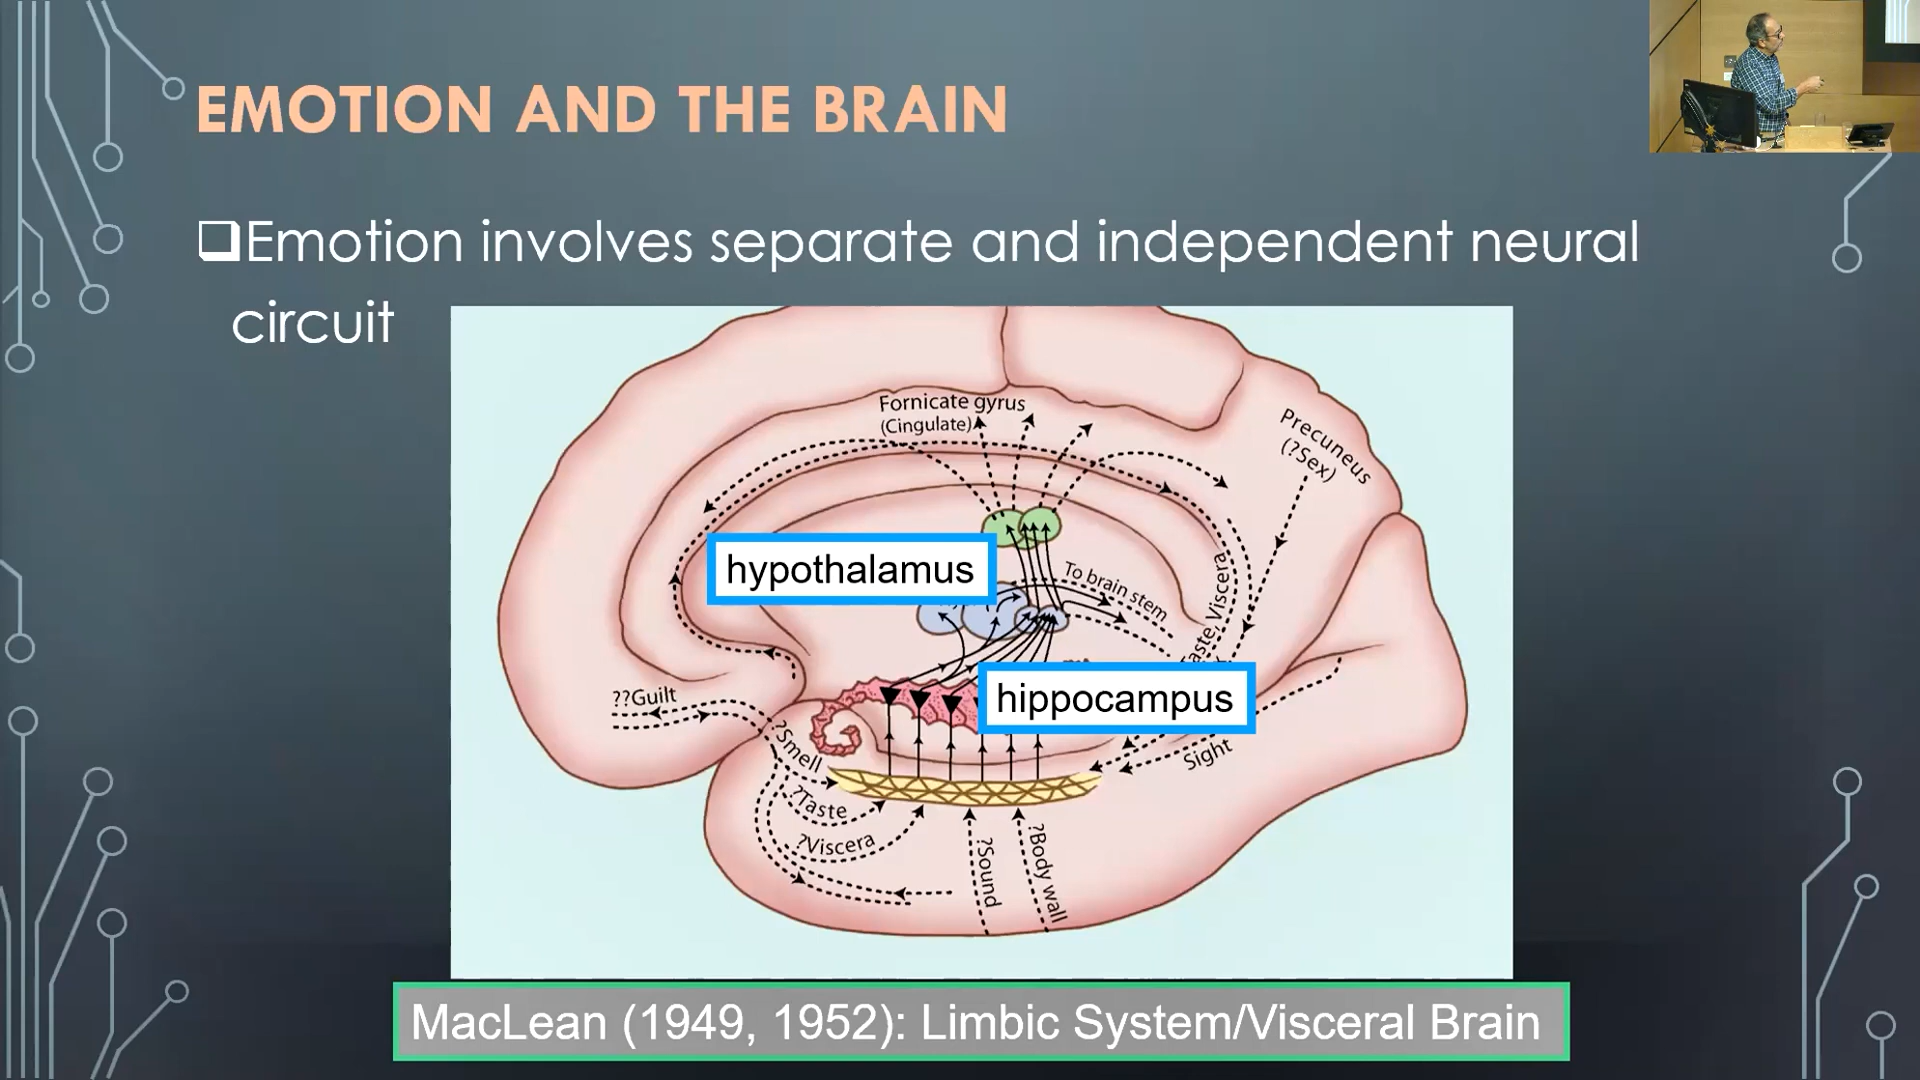 EMOTION AND THE BRAIN
❑Emotion involves separate and independent neural
circuit
Fornicate gyrus
(Cingulate)
Precuneus
(?Sex)
hypothalamus
To brain stem
Taste, Viscera
hippocampus
??Guilt
?Smell
Sight
?Taste
?Viscera
?Sound
?Body wall
MacLean (1949, 1952): Limbic System/Visceral Brain